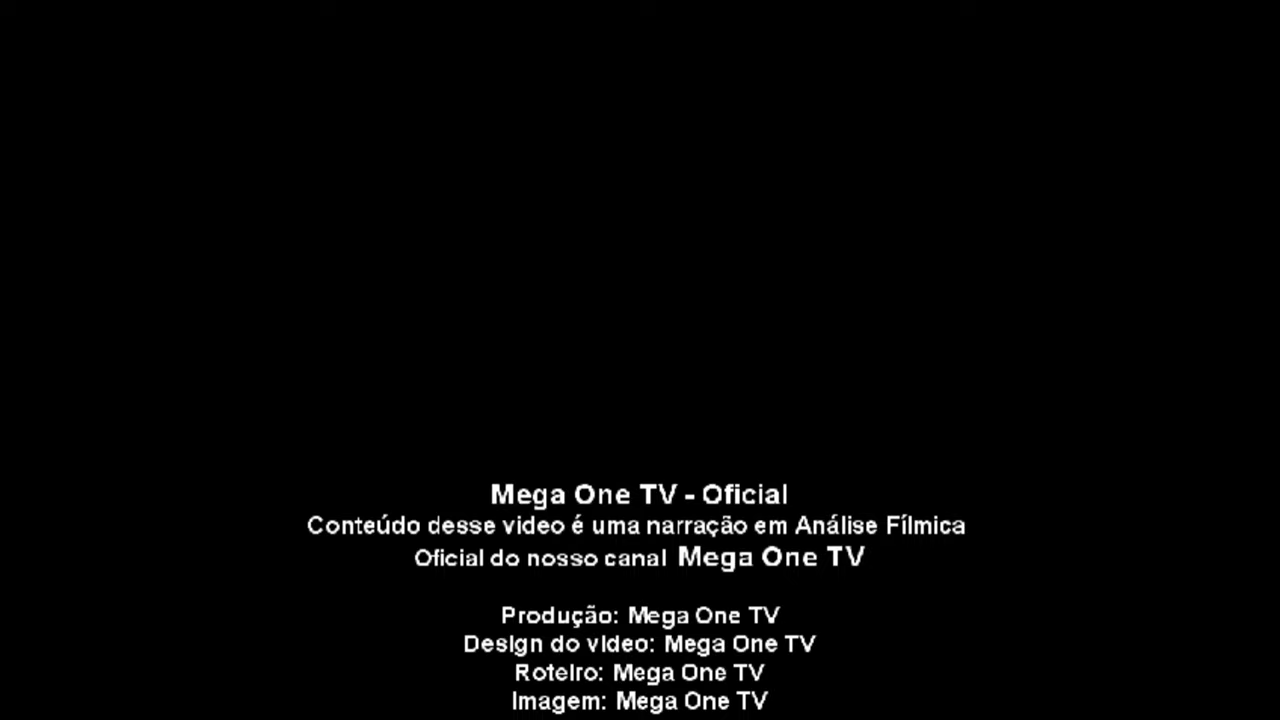 Mega One TV - Oficial
Conteúdo desse video é uma narração em Análise Fílmica
Oficial do nosso canal Mega One TV
Produção: Mega One TV
Design do video: Mega One TV
Roteiro: Mega One TV
Imagem: Mega One TV